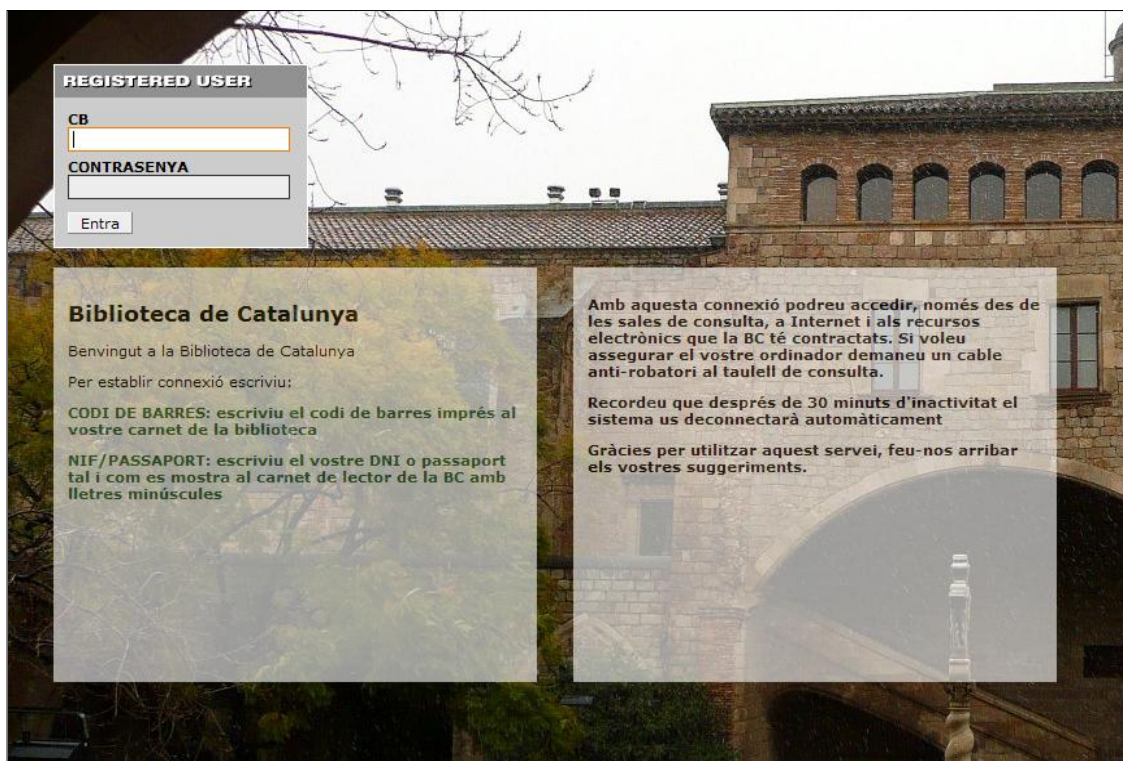 REGISTERED USER
CB
CONTRASENYA
Entra
Biblioteca de Catalunya
Benvingut a la Biblioteca de Catalunya
Per establir connexió escriviu:
CODI DE BARRES: escriviu el codi de barres imprés al
vostre carnet de la biblioteca
NIF/PASSAPORT: escriviu el vostre DNI o passaport
tal i com es mostra al carnet de lector de la BC amb
lletres minúscules
Amb aquesta connexió podreu accedir, només des de
les sales de consulta, a Internet i als recursos
electrònics que la BC té contractats. Si voleu
assegurar el vostre ordinador demaneu un cable
anti-robatori al taulell de consulta.
Recordeu que després de 30 minuts d'inactivitat el
sistema us deconnectarà automàticament
Gràcies per utilitzar aquest servei, feu-nos arribar
els vostres suggeriments.